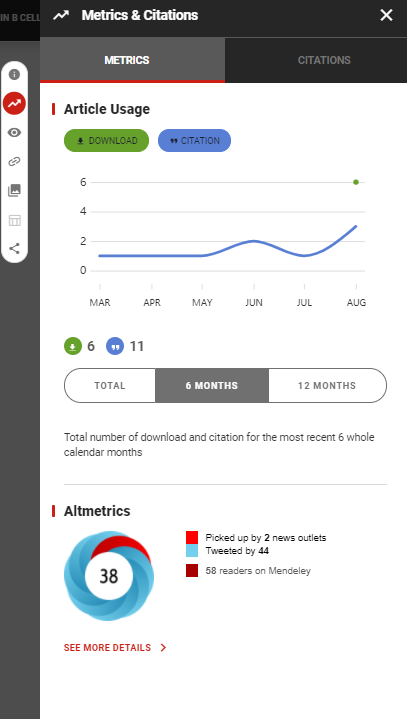 IN B CELL
Metrics & Citations
METRICS
CITATIONS
Article Usage
DOWNLOAD
CITATION
6
4
2
0
MAR APR MAY JUN JUL AUG
6 11
TOTAL 6 MONTHS 12 MONTHS
Total number of download and citation for the most recent 6 whole
calendar months
Altmetrics
38
Picked up by 2 news outlets
Tweeted by 44
58 readers on Mendeley
SEE MORE DETAILS